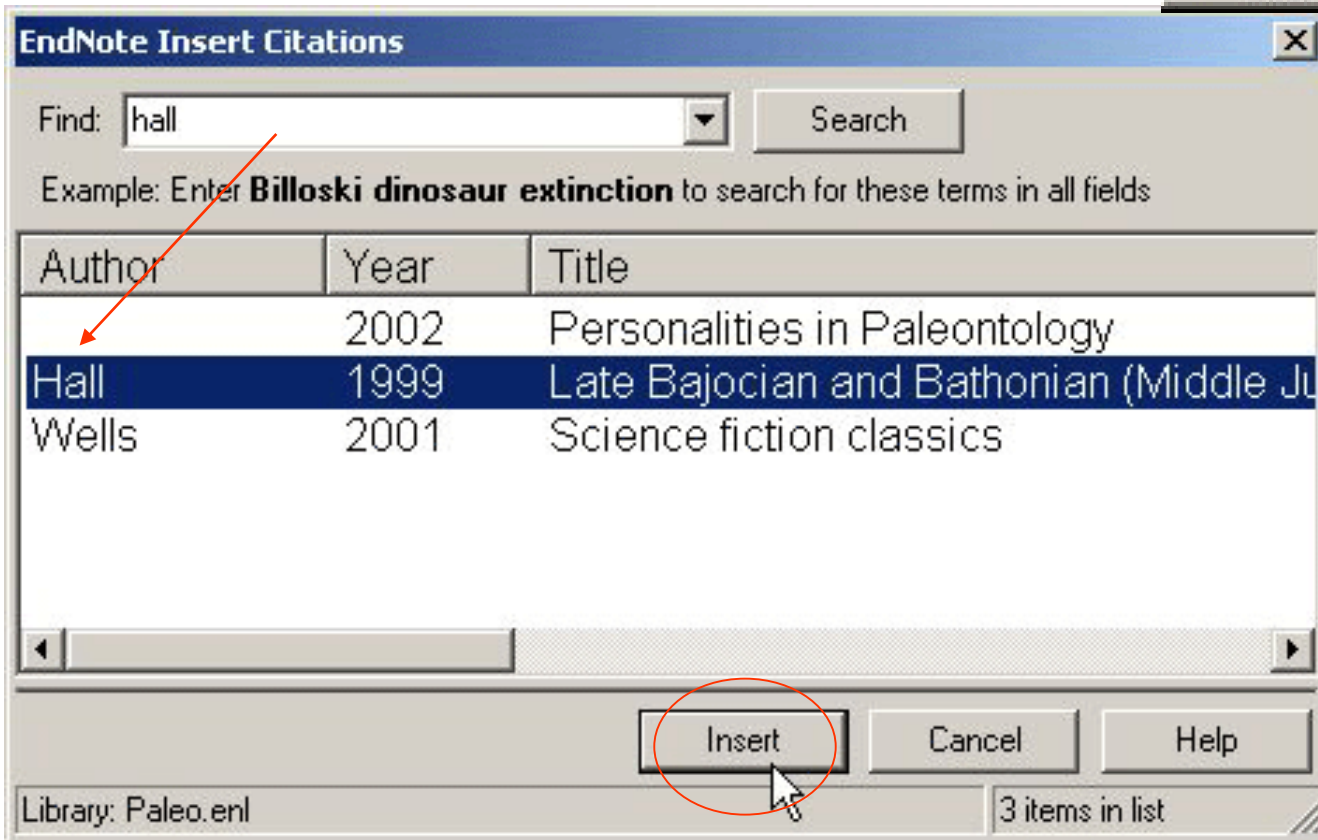 EndNote Insert Citations
Find: hall Search
Example: Enter Billoski dinosaur extinction to search for these terms in all fields
Author Year Title
2002 Personalities in Paleontology
Hall 1999 Late Bajocian and Bathonian (Middle Ju
Wells 2001 Science fiction classics
Insert Cancel Help
Library: Paleo.enl 3 items in list